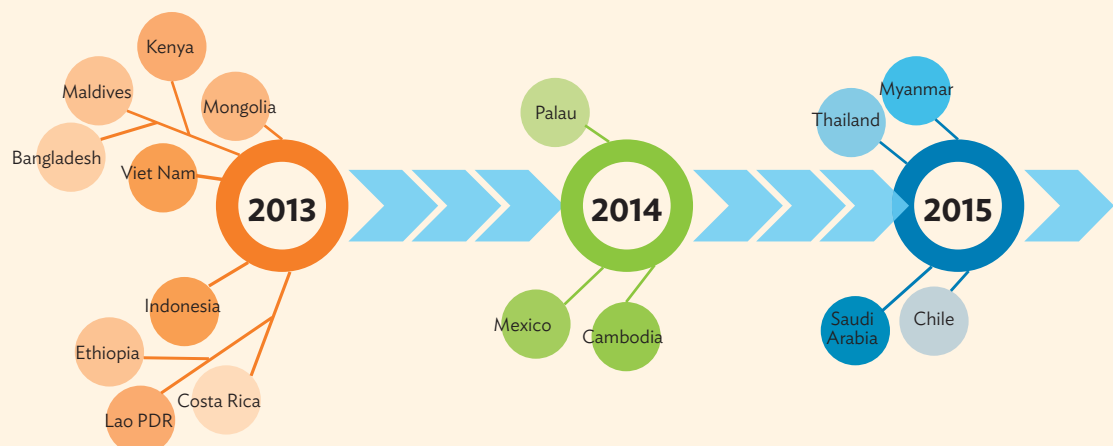 Kenya
Maldives
Mongolia
Bangladesh
Viet Nam
2013
Indonesia
Ethiopia
Lao PDR
Costa Rica
Palau
2014
Mexico
Cambodia
Myanmar
Thailand
2015
Saudi
Arabia
Chile